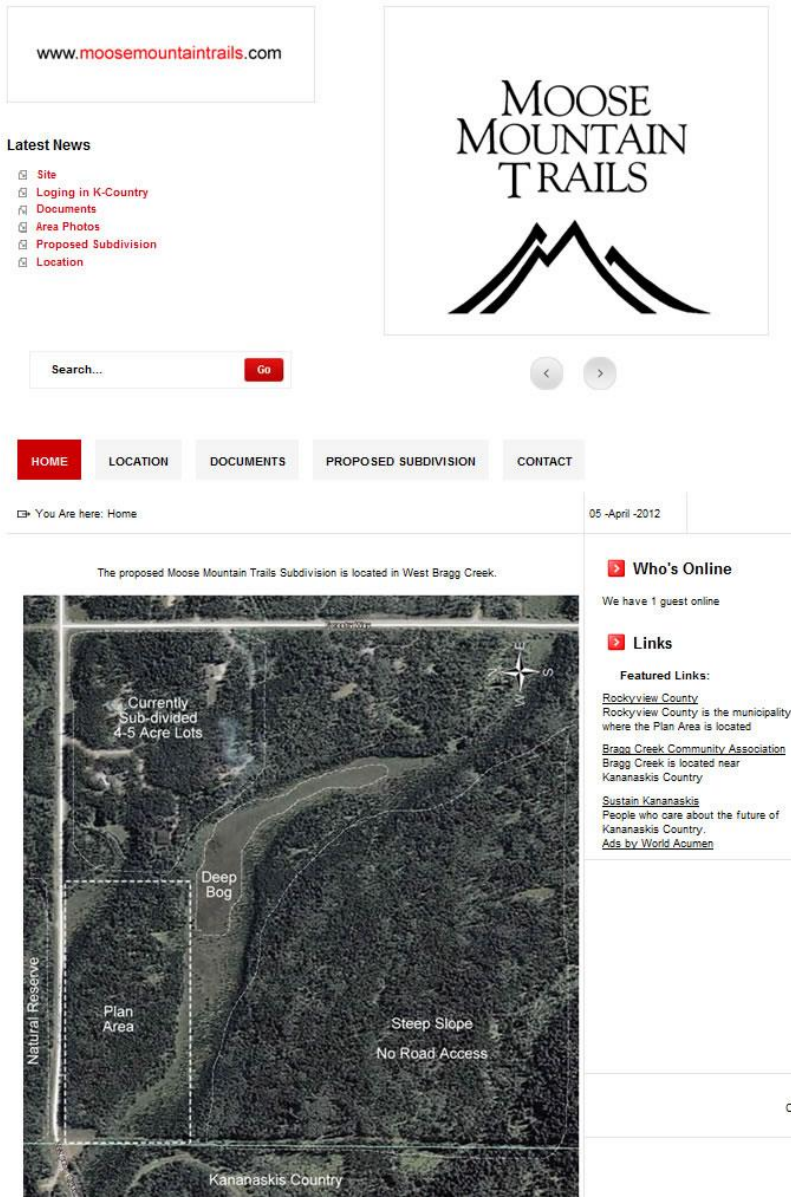 www.moosemountaintrails.com
MOOSE
MOUNTAIN
TRAILS
Latest News
Site
Loging in K-Country
Documents
Area Photos
Proposed Subdivision
Location
Search...
Go
HOME
LOCATION
DOCUMENTS
PROPOSED SUBDIVISION
CONTACT
You Are here: Home
05 -April -2012
The proposed Moose Mountain Trails Subdivision is located in West Bragg Creek.
E
S
Currently
Sub-divided
4-5 Acre Lots
Deep
Bog
Natural Reserve
Plan
Area
Steep Slope
No Road Access
Kananaskis Country
Who's Online
We have 1 guest online
Links
Featured Links:
Rockyview County
Rockyview County is the municipality
where the Plan Area is located
Bragg Creek Community Association
Bragg Creek is located near
Kananaskis Country
Sustain Kananaskis
People who care about the future of
Kananaskis Country.
Ads by World Acumen